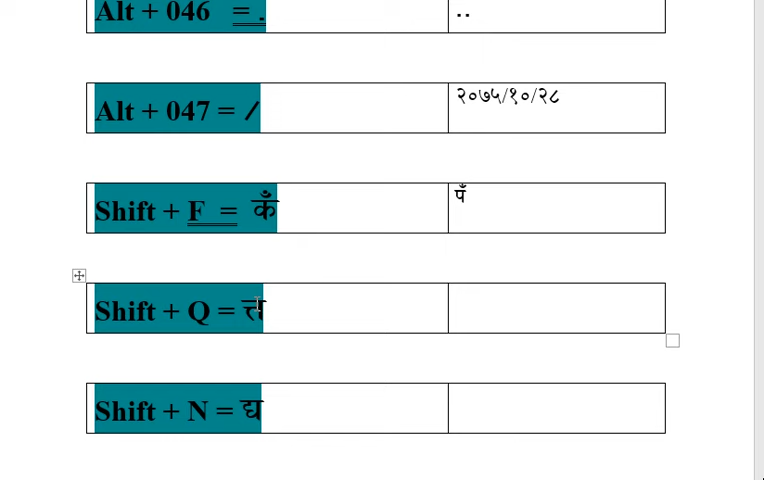 Alt + 046 = .
..
Alt + 047 = /
२०७५/१०/२८
Shift + F = कँ
पँ
Shift + Q = त्त
Shift + N = द्य